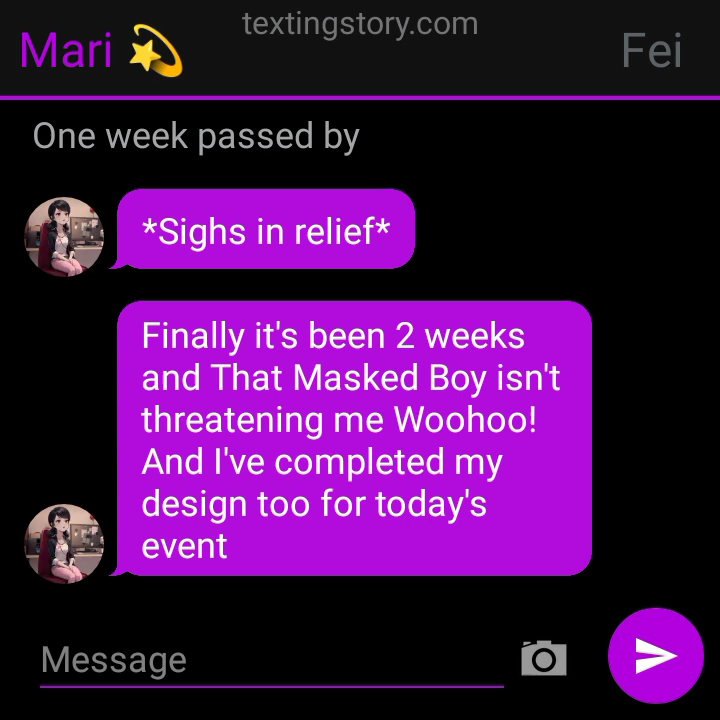 textingstory.com
Mari 💫 Fei
One week passed by
*Sighs in relief*
Finally it's been 2 weeks
and That Masked Boy isn't
threatening me Woohoo!
And I've completed my
design too for today's
event
Message